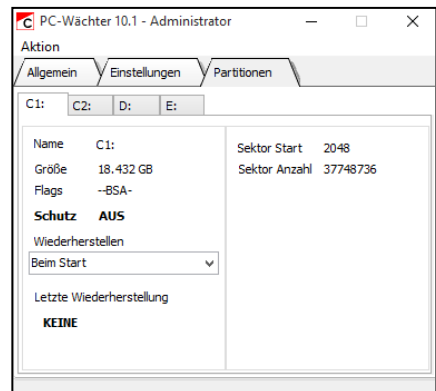 PC-Wächter 10.1 - Administrator
Aktion
Allgemein Einstellungen Partitionen
C1: C2: D: E:
Name C1:
Größe 18.432 GB
Flags --BSA-
Schutz AUS
Wiederherstellen
Beim Start
Letzte Wiederherstellung
KEINE
Sektor Start 2048
Sektor Anzahl 37748736